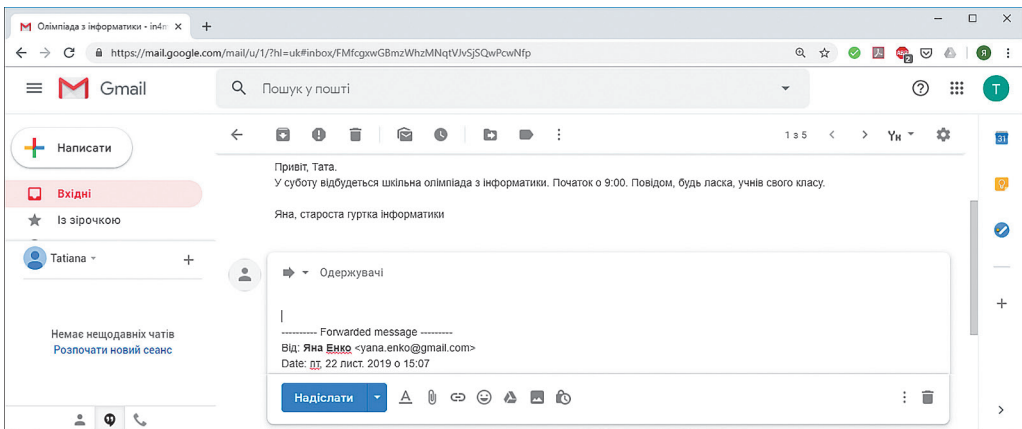 Олімпіада з інформатики - in4m
https://mail.google.com/mail/u/1/?hl=uk#inbox/FMfcgxwGBmzWhzMNqtVJvSjSQwPcwNfp
2
Я
Gmail
Пошук у пошті
Т
Написати
1 з 5
Ун
31
Привіт, Тата.
У суботу відбудеться шкільна олімпіада з інформатики. Початок о 9:00. Повідом, будь ласка, учнів свого класу.
Вхідні
Яна, староста гуртка інформатики
Із зірочкою
Tatiana
Одержувачі
---------- Forwarded message ---------
Немає нещодавніх чатів
Від: Яна Енко <yana.enko@gmail.com>
Розпочати новий сеанс
Date: пт, 22 лист. 2019 о 15:07
Надіслати